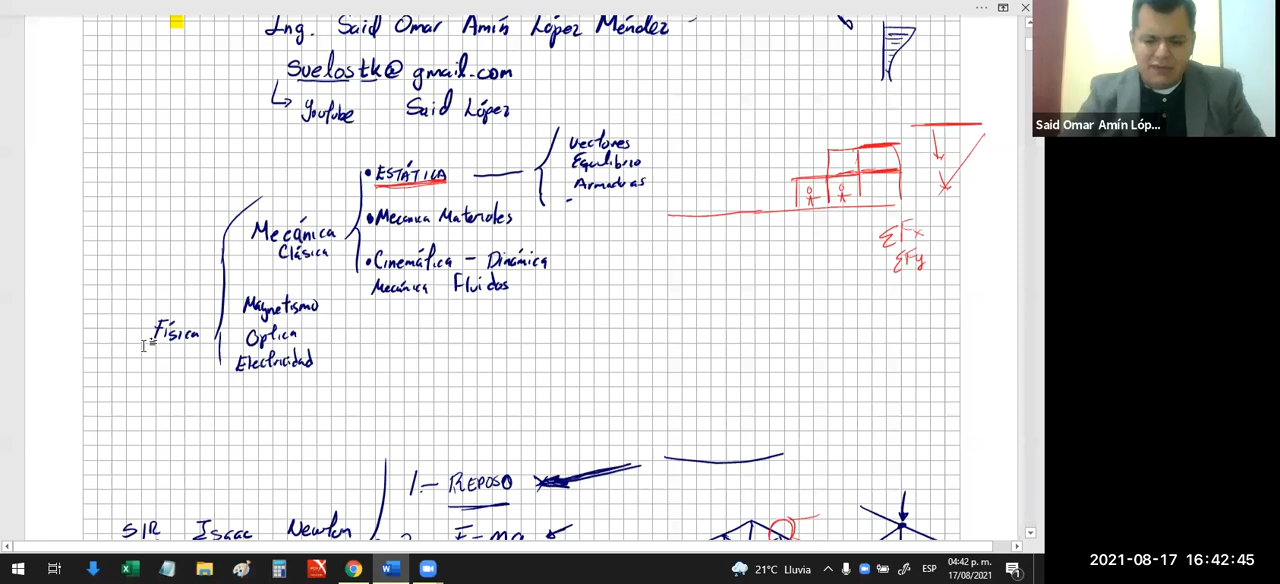 Ing. Said Omar Amín López Méndez
Suelostk@gmail.com
Youtube Said López
Vectores
Equilibrio
Armaduras
• ESTÁTICA
• Mecanica Materiales
Mecánica
Clásica
• Cinemática - Dinámica
Mecánica Fluidos
Magnetismo
Física
Optica
Electricidad
ΣFx
ΣFy
1.- REPOSO
SIR Isaac Newton
F=ma
Said Omar Amín Lóp...
21°C Lluvia
ESP
04:42 p. m.
17/08/2021
2021-08-17 16:42:45